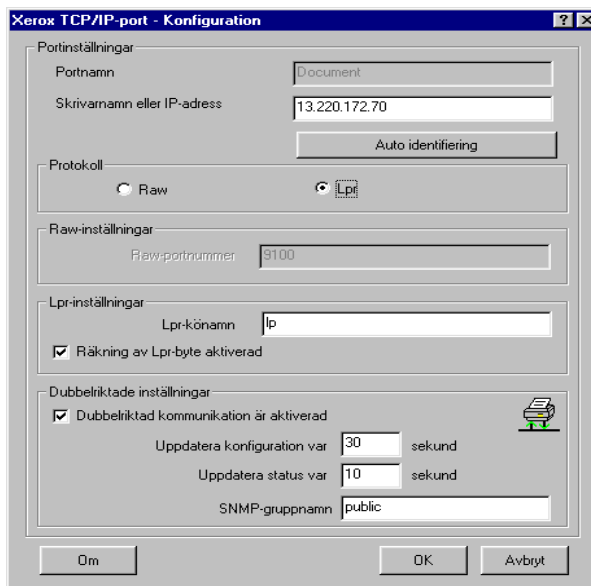 Xerox TCP/IP-port - Konfiguration
Portinställningar
Portnamn Document
Skrivarnamn eller IP-adress 13.220.172.70
Auto identifiering
Protokoll
Raw Lpr
Raw-inställningar
Raw-portnummer 9100
Lpr-inställningar
Lpr-könamn lp
Räkning av Lpr-byte aktiverad
Dubbelriktade inställningar
Dubbelriktad kommunikation är aktiverad
Uppdatera konfiguration var 30 sekund
Uppdatera status var 10 sekund
SNMP-gruppnamn public
Om OK Avbryt